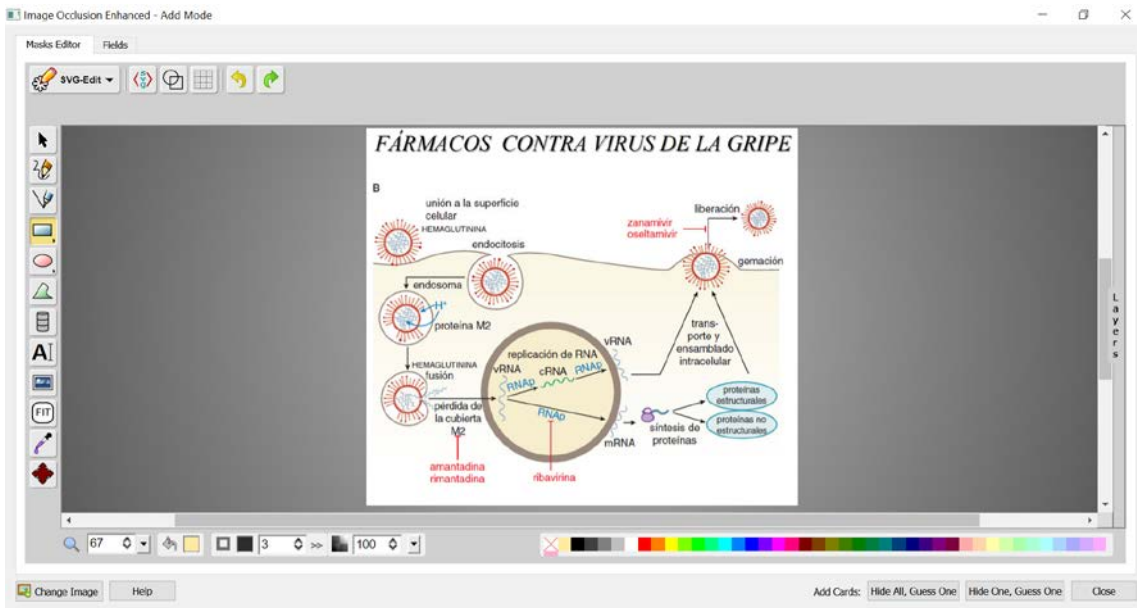 Image Occlusion Enhanced - Add Mode
Masks Editor
Fields
SVG-Edit
FÁRMACOS CONTRA VIRUS DE LA GRIPE
B
unión a la superficie
celular
HEMAGLUTININA
endocitosis
liberación
zanamivir
oseltamivir
gemación
endosoma
H+
proteína M2
HEMAGLUTININA
fusión
pérdida de
la cubierta
M2
amantadina
rimantadina
replicación de RNA
vRNA
RNAP
cRNA
RNAP
vRNA
RNAP
mRNA
ribavirina
trans-
porte y
ensamblado
intracelular
síntesis de
proteínas
proteínas
estructurales
proteínas no
estructurales
Layers
A
FIT
67
3
>>
100
Change Image
Help
Add Cards:
Hide All, Guess One
Hide One, Guess One
Close